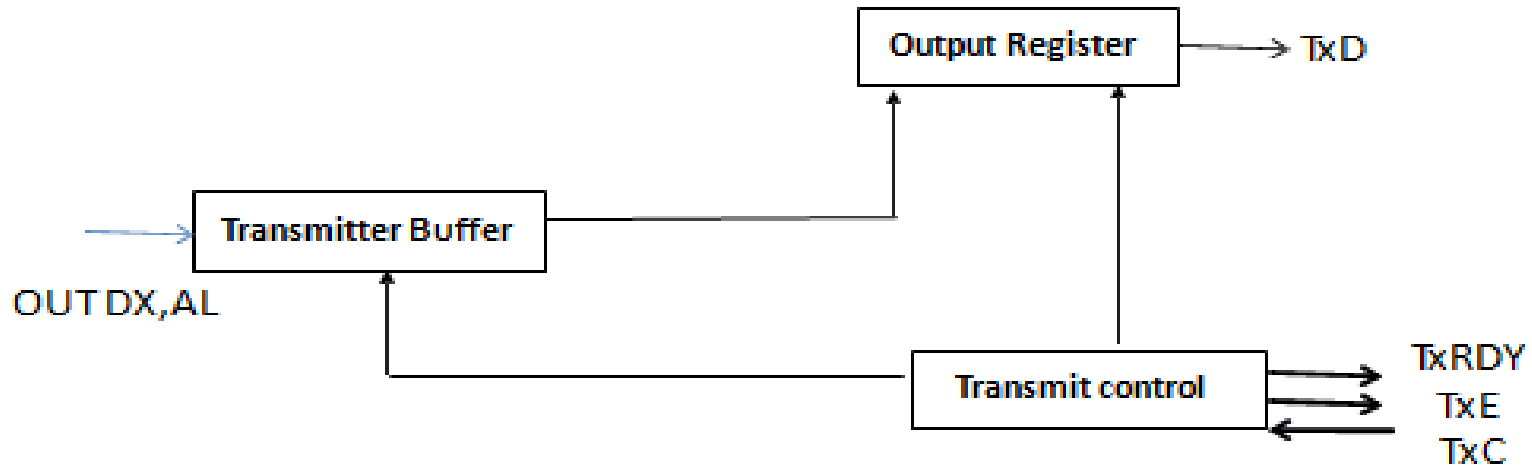 Output Register
TxD
Transmitter Buffer
OUT DX,AL
Transmit control
TxRDY
TxE
TxC